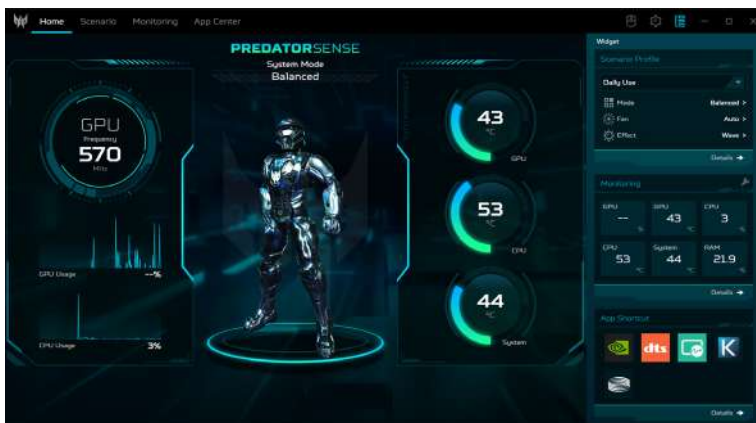 Home Scenario Monitoring App Center
PREDATORSENSE
System Mode
Balanced
GPU
Frequency
570
MHz
GPU Usage --%
CPU Usage 3%
43
°C
GPU
53
°C
CPU
44
°C
System
Widget
Scenario Profile
Daily Use
Mode Balanced >
Fan Auto >
Effect Wave >
Details
Monitoring
GPU GPU CPU
-- 43 3
% °C %
CPU System RAM
53 44 21.9
°C °C %
Details
App Shortcut
dts K
Details